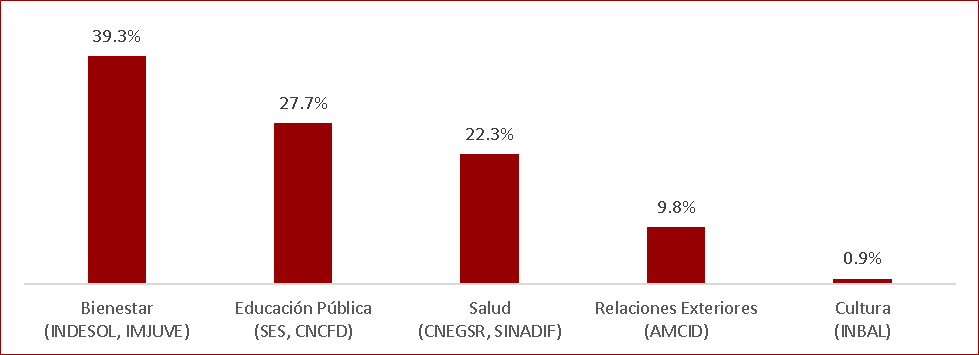 39.3%
27.7%
22.3%
9.8%
0.9%
Bienestar
(INDESOL, IMJUVE)
Educación Pública
(SES, CNCFD)
Salud
(CNEGSR, SINADIF)
Relaciones Exteriores
(AMCID)
Cultura
(INBAL)